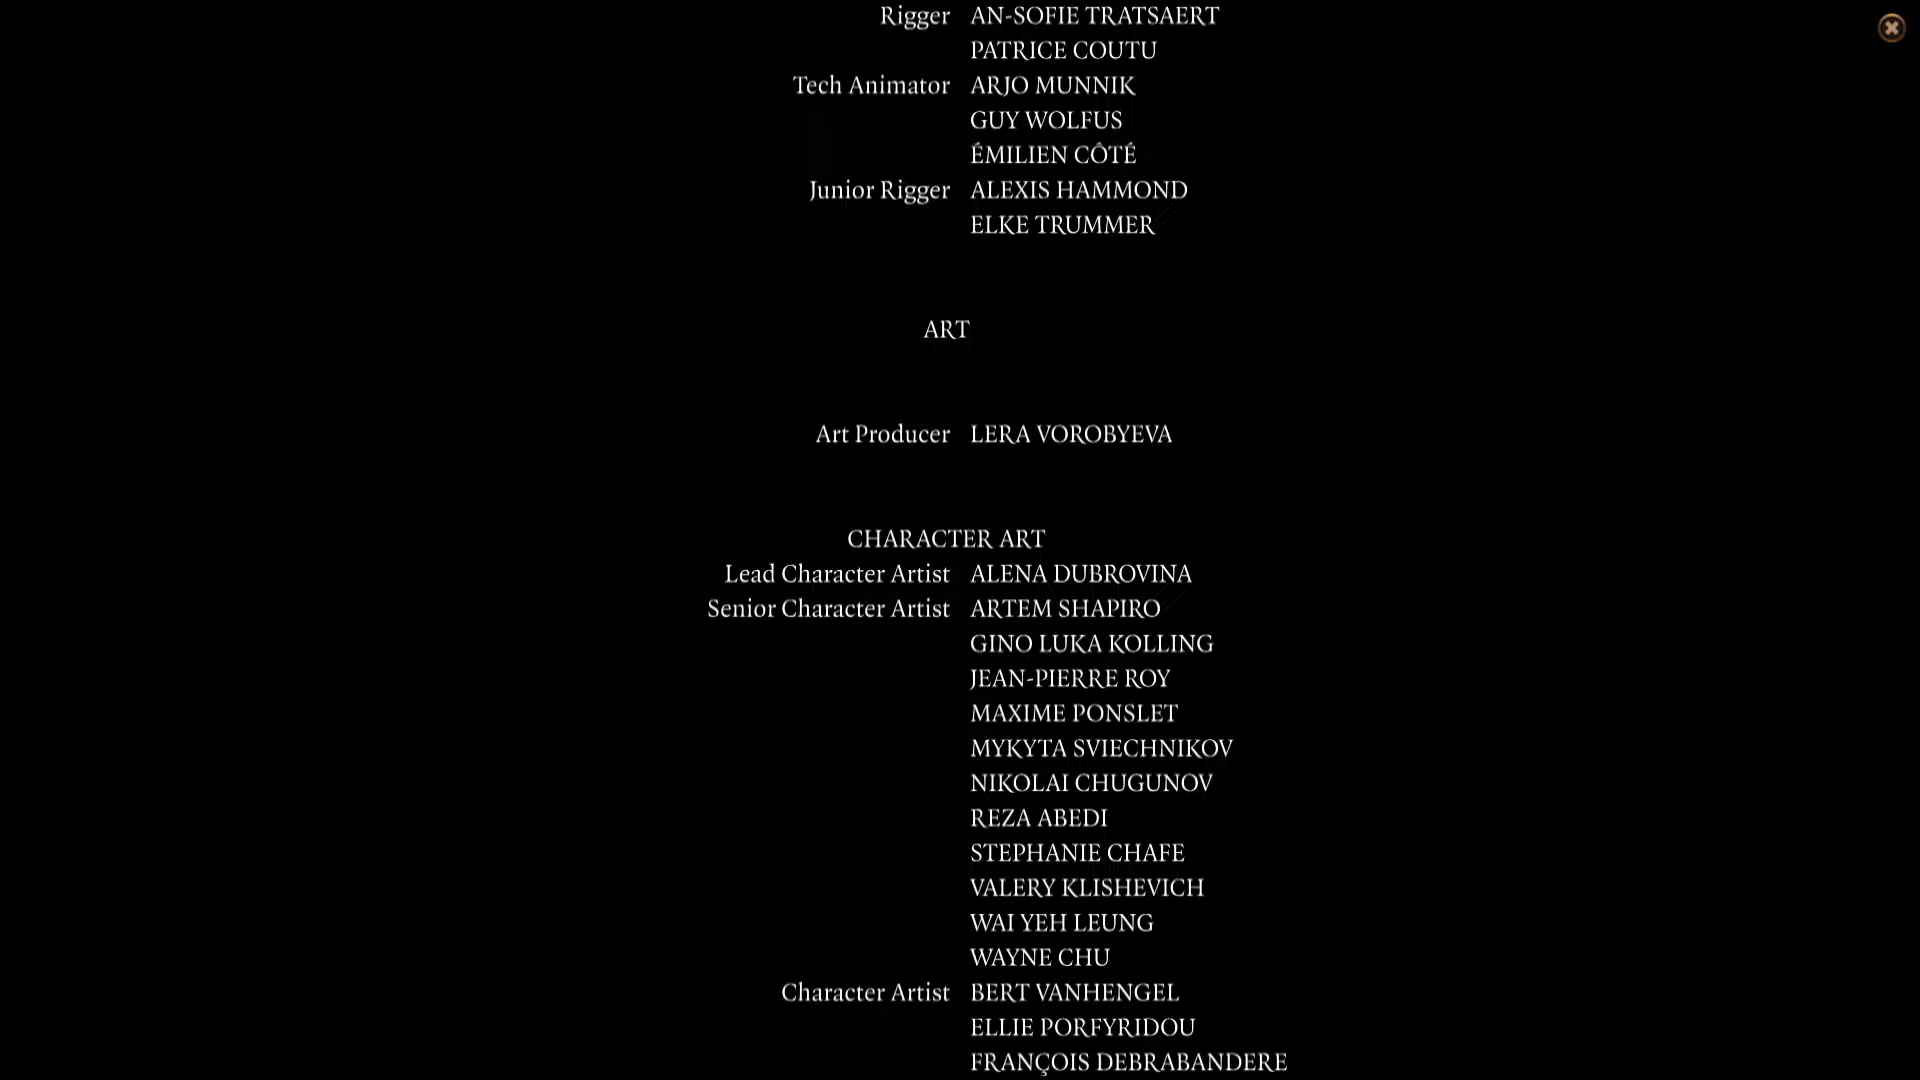 Rigger AN-SOFIE TRATSAERT
PATRICE COUTU
Tech Animator ARJO MUNNIK
GUY WOLFUS
ÉMILIEN CÔTÉ
Junior Rigger ALEXIS HAMMOND
ELKE TRUMMER
ART
Art Producer LERA VOROBYEVA
CHARACTER ART
Lead Character Artist ALENA DUBROVINA
Senior Character Artist ARTEM SHAPIRO
GINO LUKA KOLLING
JEAN-PIERRE ROY
MAXIME PONSLET
MYKYTA SVIECHNIKOV
NIKOLAI CHUGUNOV
REZA ABEDI
STEPHANIE CHAFE
VALERY KLISHEVICH
WAI YEH LEUNG
WAYNE CHU
Character Artist BERT VANHENGEL
ELLIE PORFYRIDOU
FRANÇOIS DEBRABANDERE